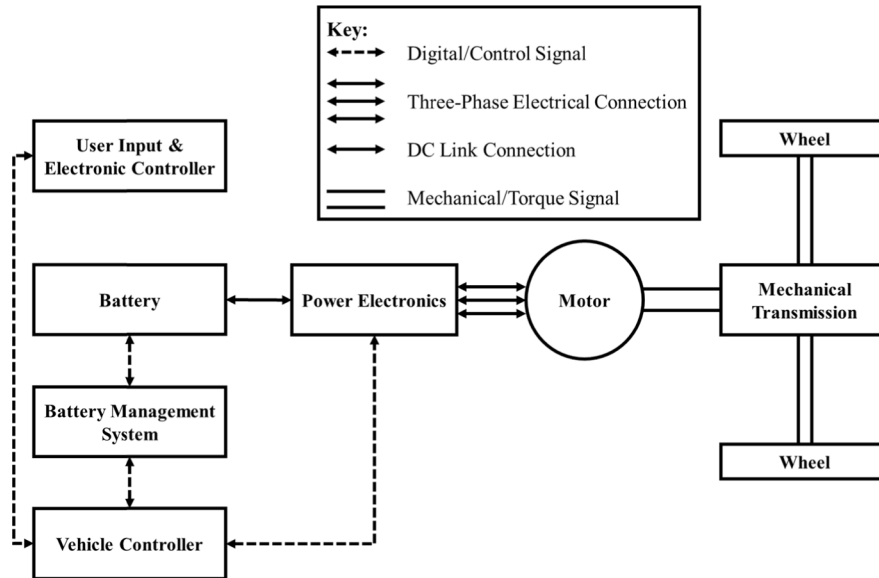 Key:
Digital/Control Signal
Three-Phase Electrical Connection
DC Link Connection
Mechanical/Torque Signal
User Input &
Electronic Controller
Wheel
Battery
Power Electronics
Motor
Mechanical
Transmission
Battery Management
System
Wheel
Vehicle Controller